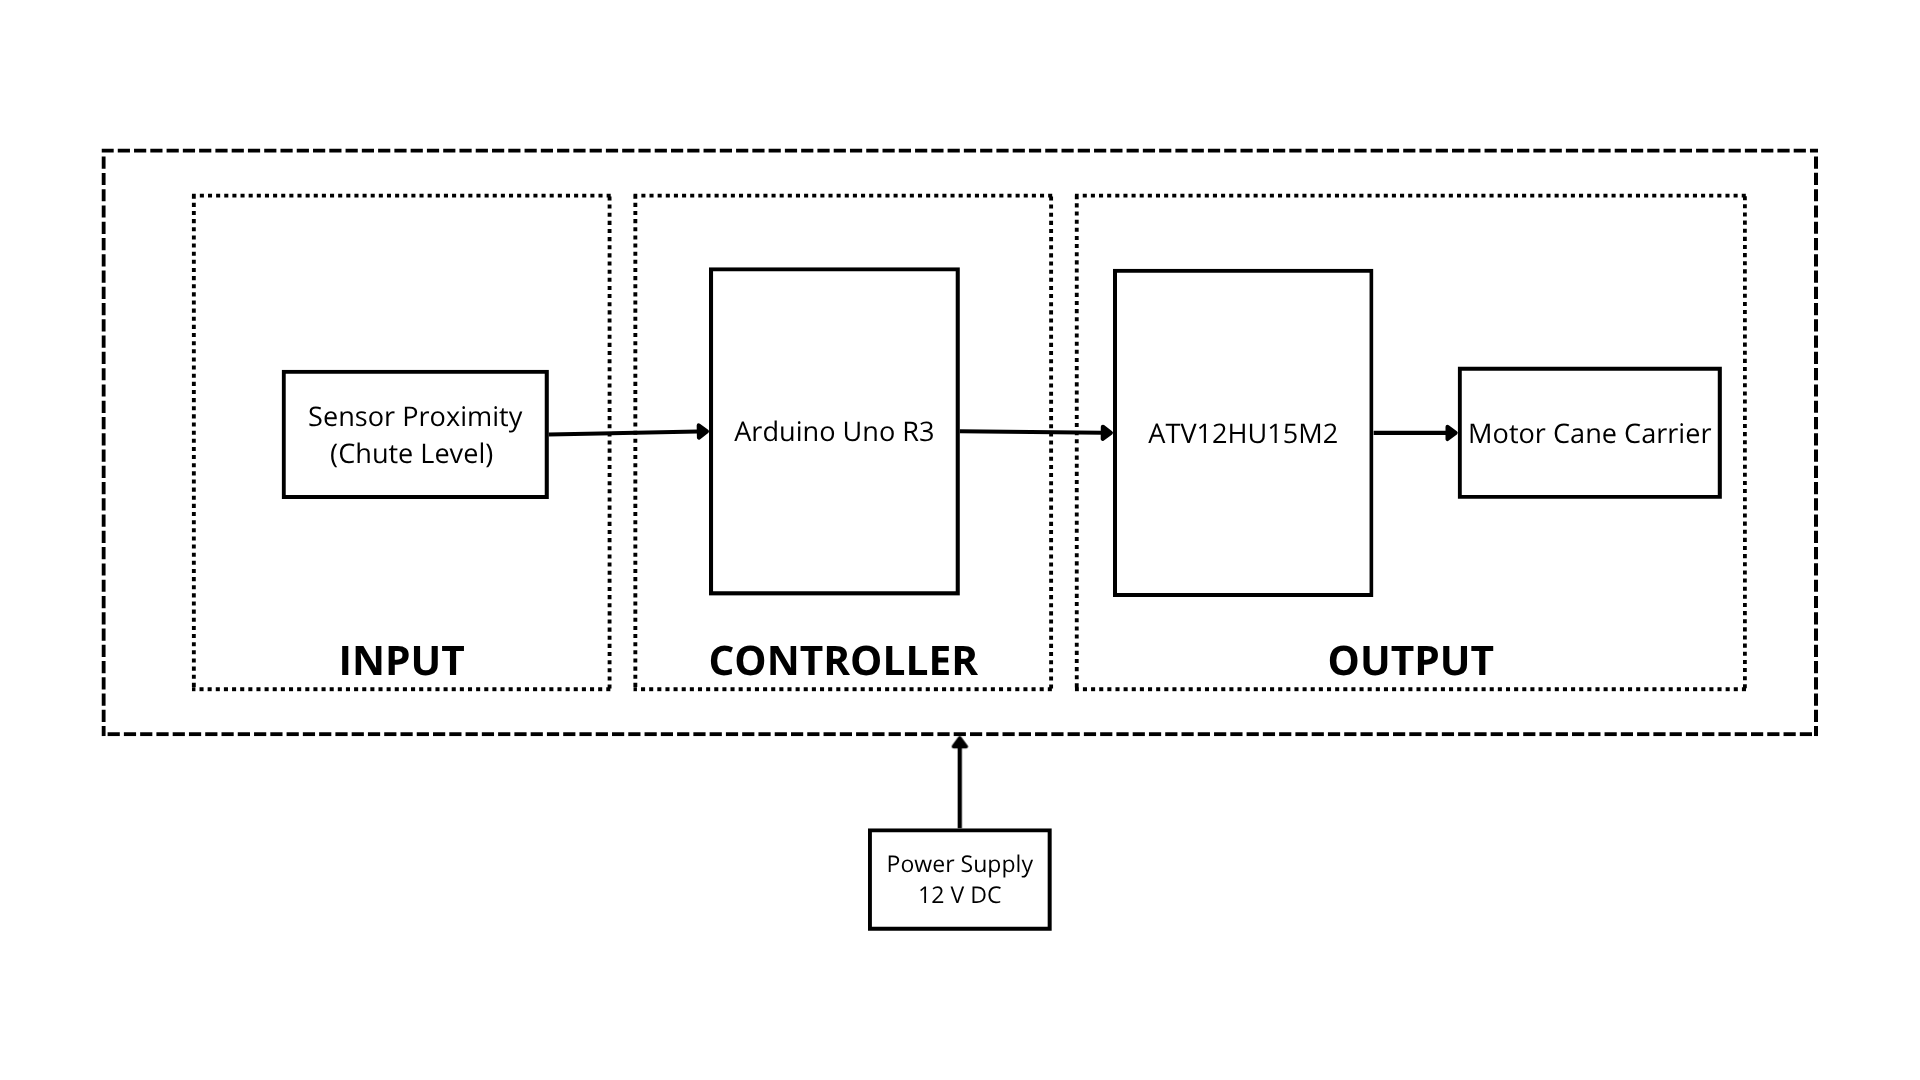 Sensor Proximity
(Chute Level)
Arduino Uno R3
ATV12HU15M2
Motor Cane Carrier
INPUT
CONTROLLER
OUTPUT
Power Supply
12 V DC